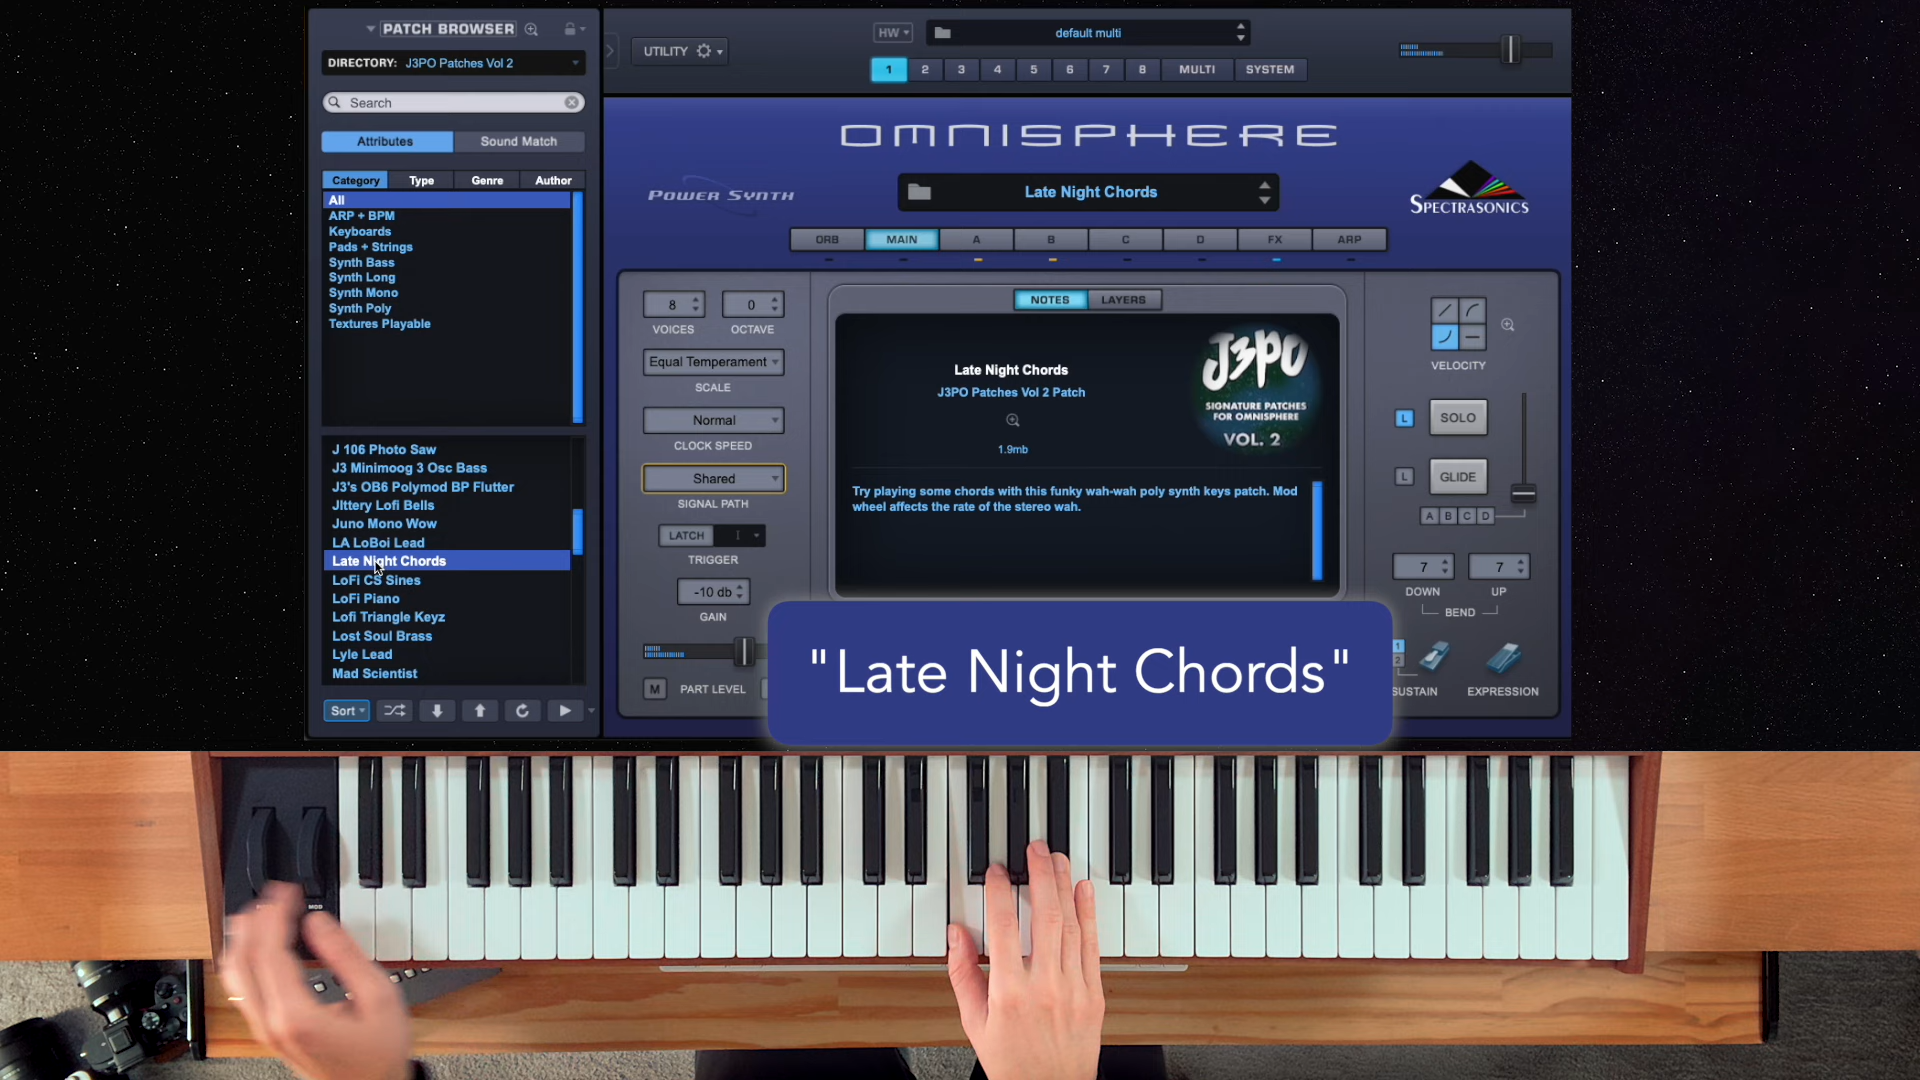 PATCH BROWSER
DIRECTORY: J3PO Patches Vol 2
Search
Attributes
Sound Match
Category
Type
Genre
Author
All
ARP + BPM
Keyboards
Pads + Strings
Synth Bass
Synth Long
Synth Mono
Synth Poly
Textures Playable
J 106 Photo Saw
J3 Minimoog 3 Osc Bass
J3's OB6 Polymod BP Flutter
JIttery Lofi Bells
Juno Mono Wow
LA LoBoi Lead
Late Night Chords
LoFi CS Sines
LoFi Piano
Lofi Triangle Keyz
Lost Soul Brass
Lyle Lead
Mad Scientist
Sort
UTILITY
HW
default multi
1 2 3 4 5 6 7 8 MULTI SYSTEM
OMNISPHERE
POWER SYNTH
Late Night Chords
SPECTRASONICS
ORB MAIN A B C D FX ARP
8
VOICES
0
OCTAVE
Equal Temperament
SCALE
Normal
CLOCK SPEED
Shared
SIGNAL PATH
LATCH
TRIGGER
-10 db
GAIN
M
PART LEVEL
NOTES LAYERS
Late Night Chords
J3PO Patches Vol 2 Patch
1.9mb
J3PO
SIGNATURE PATCHES
FOR OMNISPHERE
VOL. 2
Try playing some chords with this funky wah-wah poly synth keys patch. Mod
wheel affects the rate of the stereo wah.
VELOCITY
L
SOLO
L
GLIDE
A B C D
7
DOWN
7
UP
BEND
1
2
SUSTAIN
EXPRESSION
"Late Night Chords"
MOD